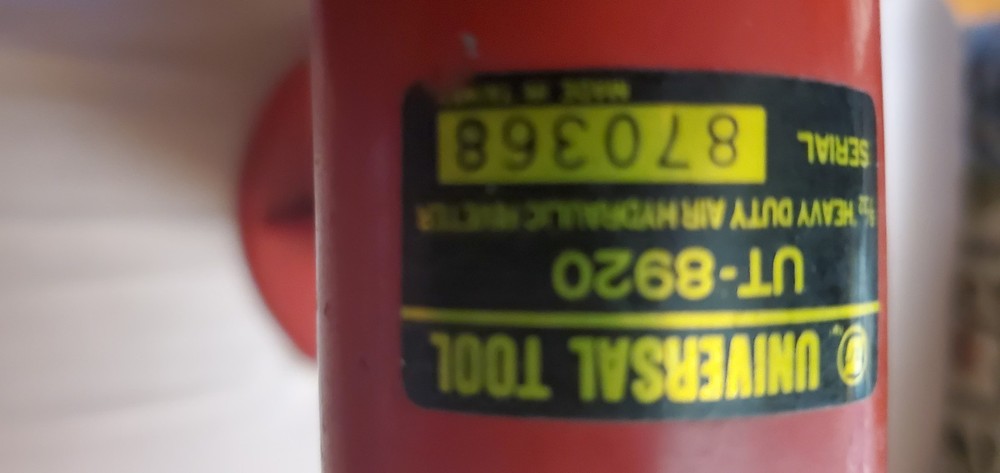 UNIVERSAL TOOL
UT-8920
HEAVY DUTY AIR HYDRAULIC RIVETER
SERIAL 870368
MADE IN TAIWAN